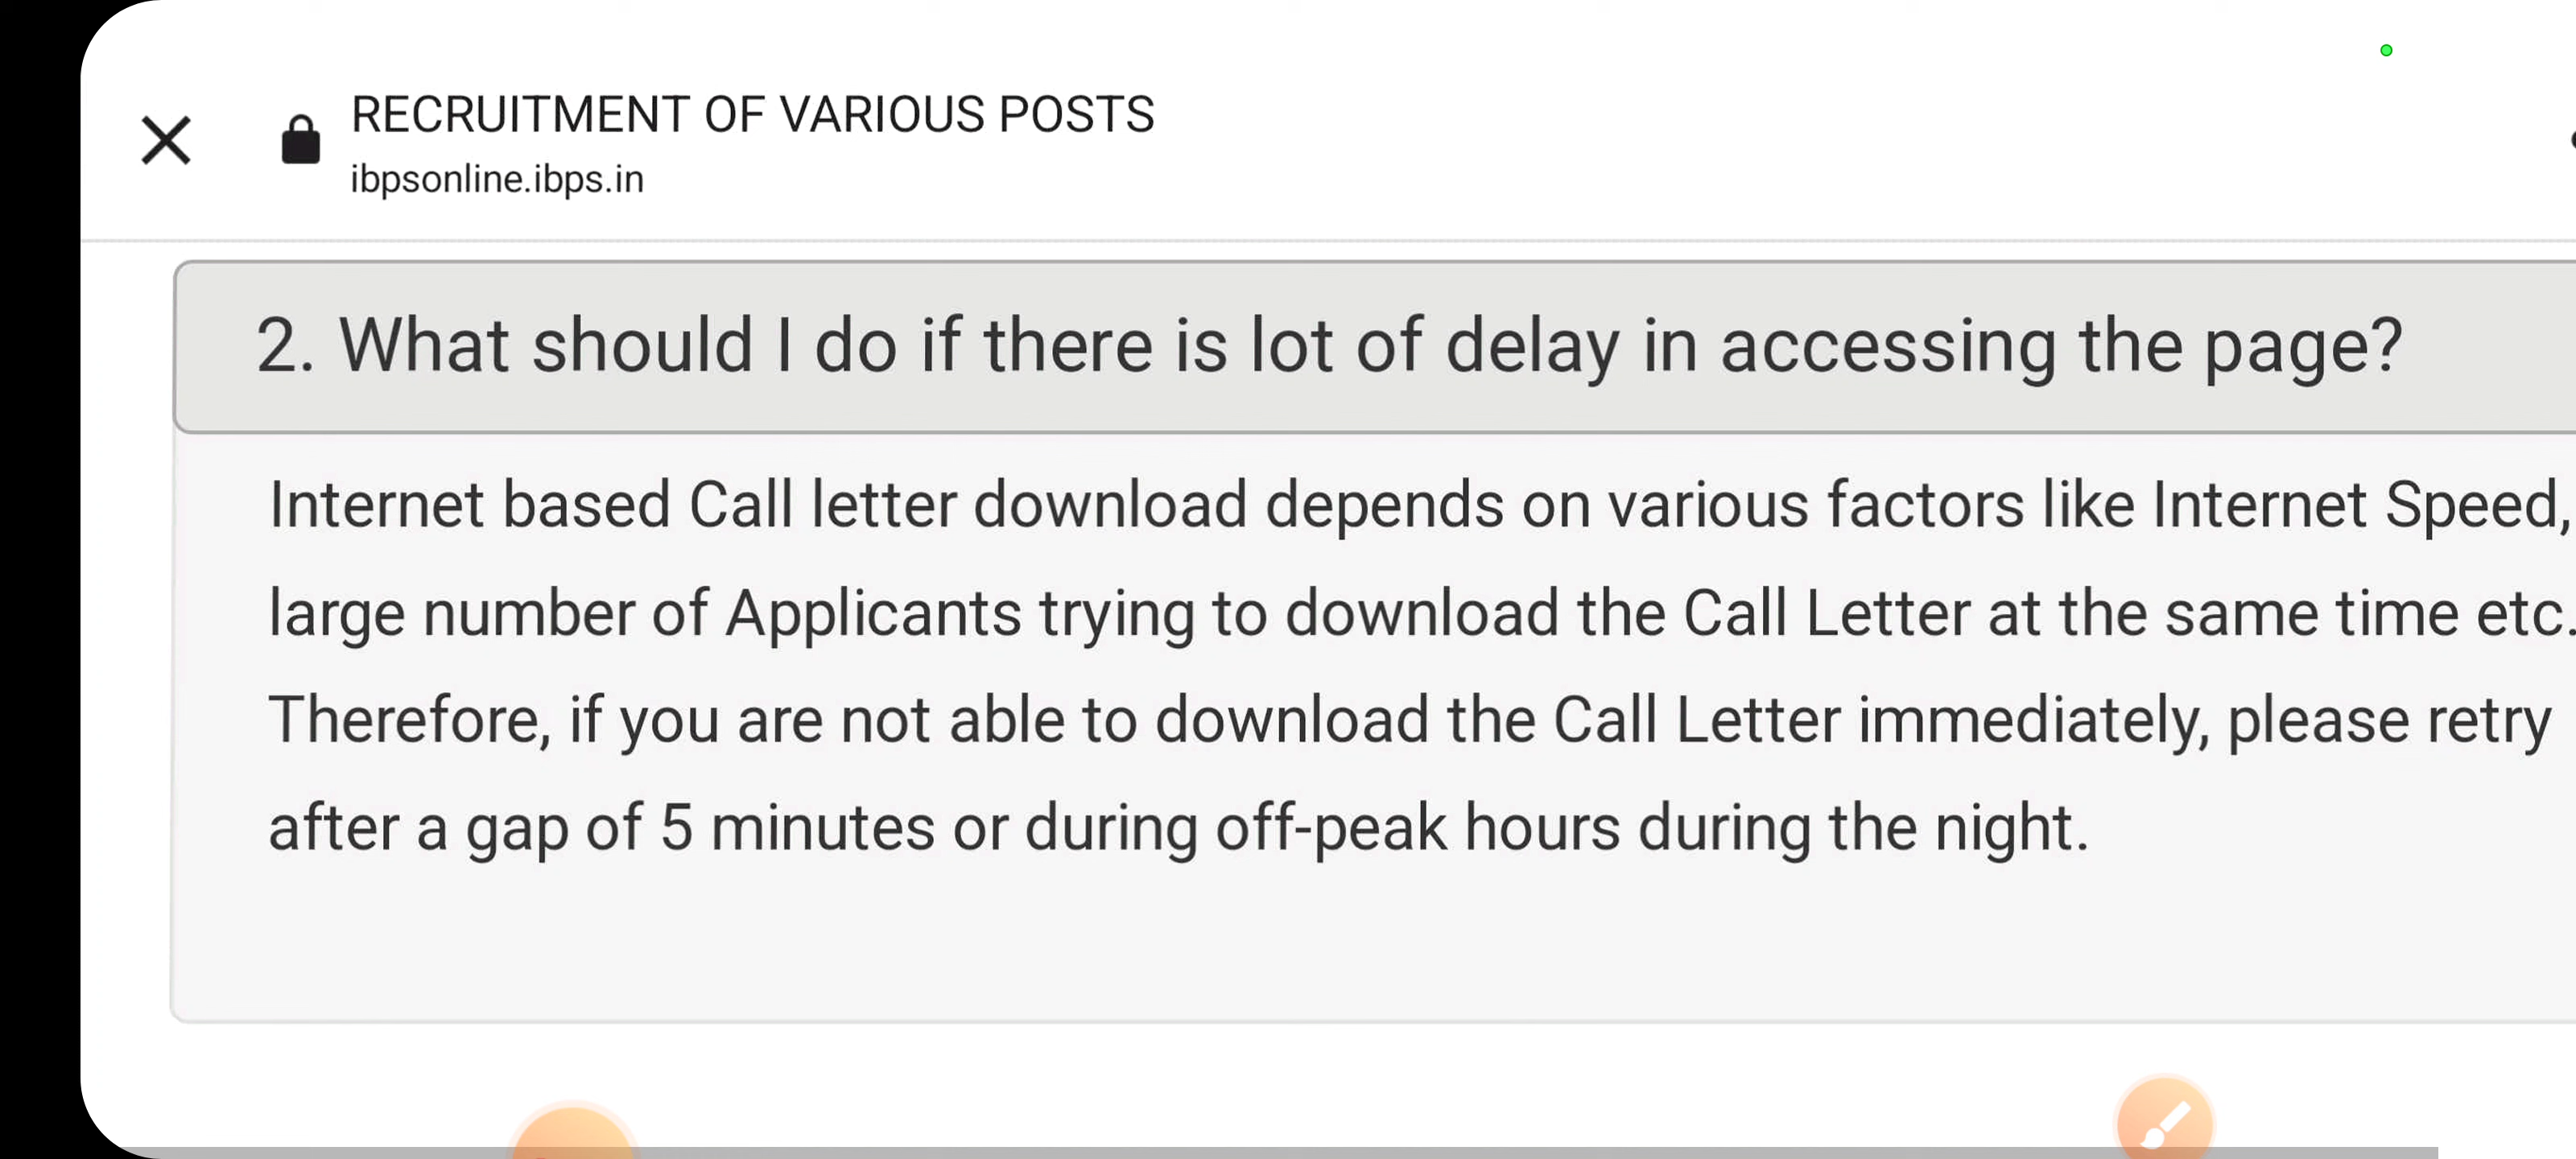 RECRUITMENT OF VARIOUS POSTS
ibpsonline.ibps.in
2. What should I do if there is lot of delay in accessing the page?
Internet based Call letter download depends on various factors like Internet Speed,
large number of Applicants trying to download the Call Letter at the same time etc.
Therefore, if you are not able to download the Call Letter immediately, please retry
after a gap of 5 minutes or during off-peak hours during the night.